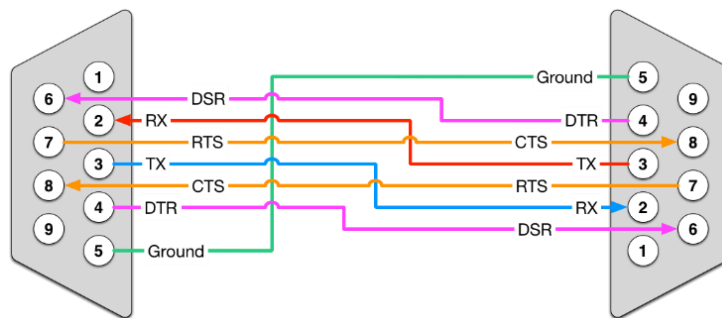 1 Ground 5
6 DSR 9
2 RX DTR 4
7 RTS CTS 8
3 TX TX 3
8 CTS RTS 7
4 DTR RX 2
9 DSR 6
5 Ground 1